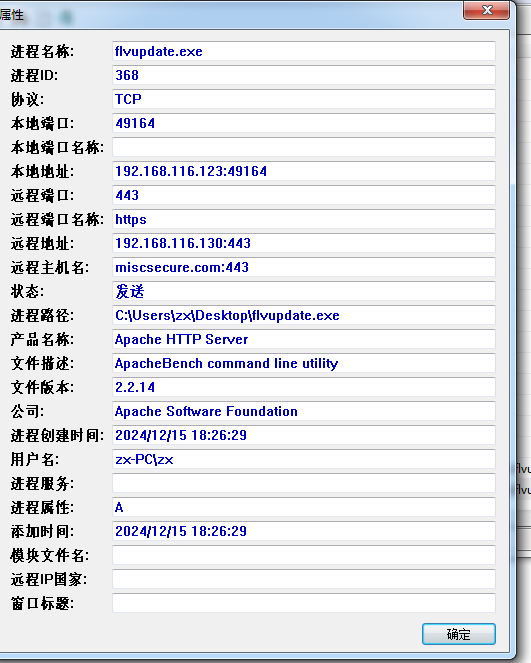 属性
进程名称: flvupdate.exe
进程ID: 368
协议: TCP
本地端口: 49164
本地端口名称:
本地地址: 192.168.116.123:49164
远程端口: 443
远程端口名称: https
远程地址: 192.168.116.130:443
远程主机名: miscsecure.com:443
状态: 发送
进程路径: C:\Users\zx\Desktop\flvupdate.exe
产品名称: Apache HTTP Server
文件描述: ApacheBench command line utility
文件版本: 2.2.14
公司: Apache Software Foundation
进程创建时间: 2024/12/15 18:26:29
用户名: zx-PC\zx
进程服务:
进程属性: A
添加时间: 2024/12/15 18:26:29
模块文件名:
远程IP国家:
窗口标题:
确定